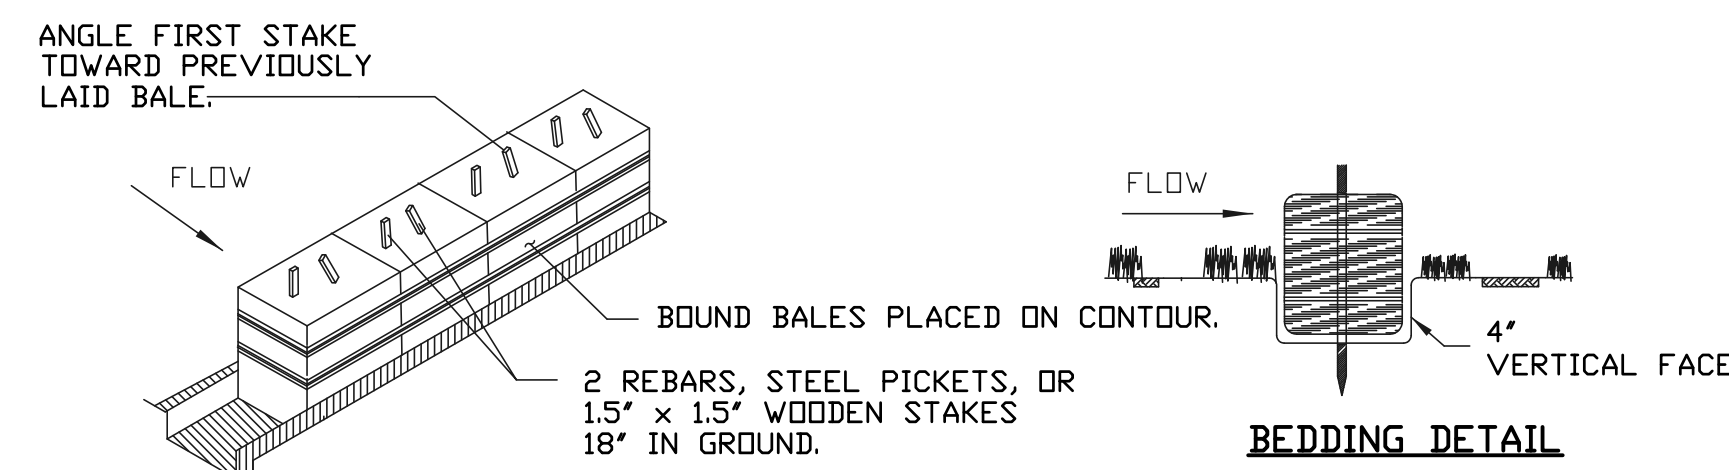 ANGLE FIRST STAKE
TOWARD PREVIOUSLY
LAID BALE.
FLOW
BOUND BALES PLACED ON CONTOUR.
2 REBARS, STEEL PICKETS, OR
1.5" x 1.5" WOODEN STAKES
18" IN GROUND.
FLOW
4"
VERTICAL FACE
BEDDING DETAIL